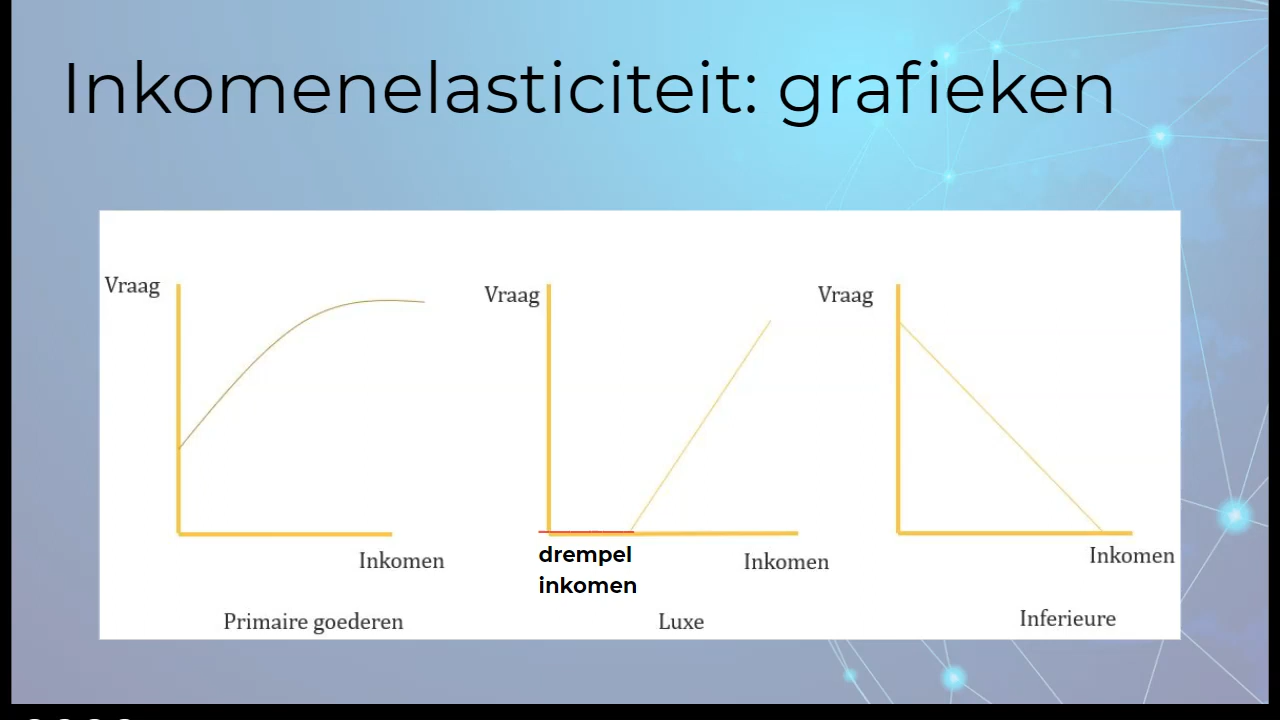 Inkomenelasticiteit: grafieken
Vraag
Inkomen
Primaire goederen
Vraag
drempel
inkomen
Inkomen
Luxe
Vraag
Inkomen
Inferieure